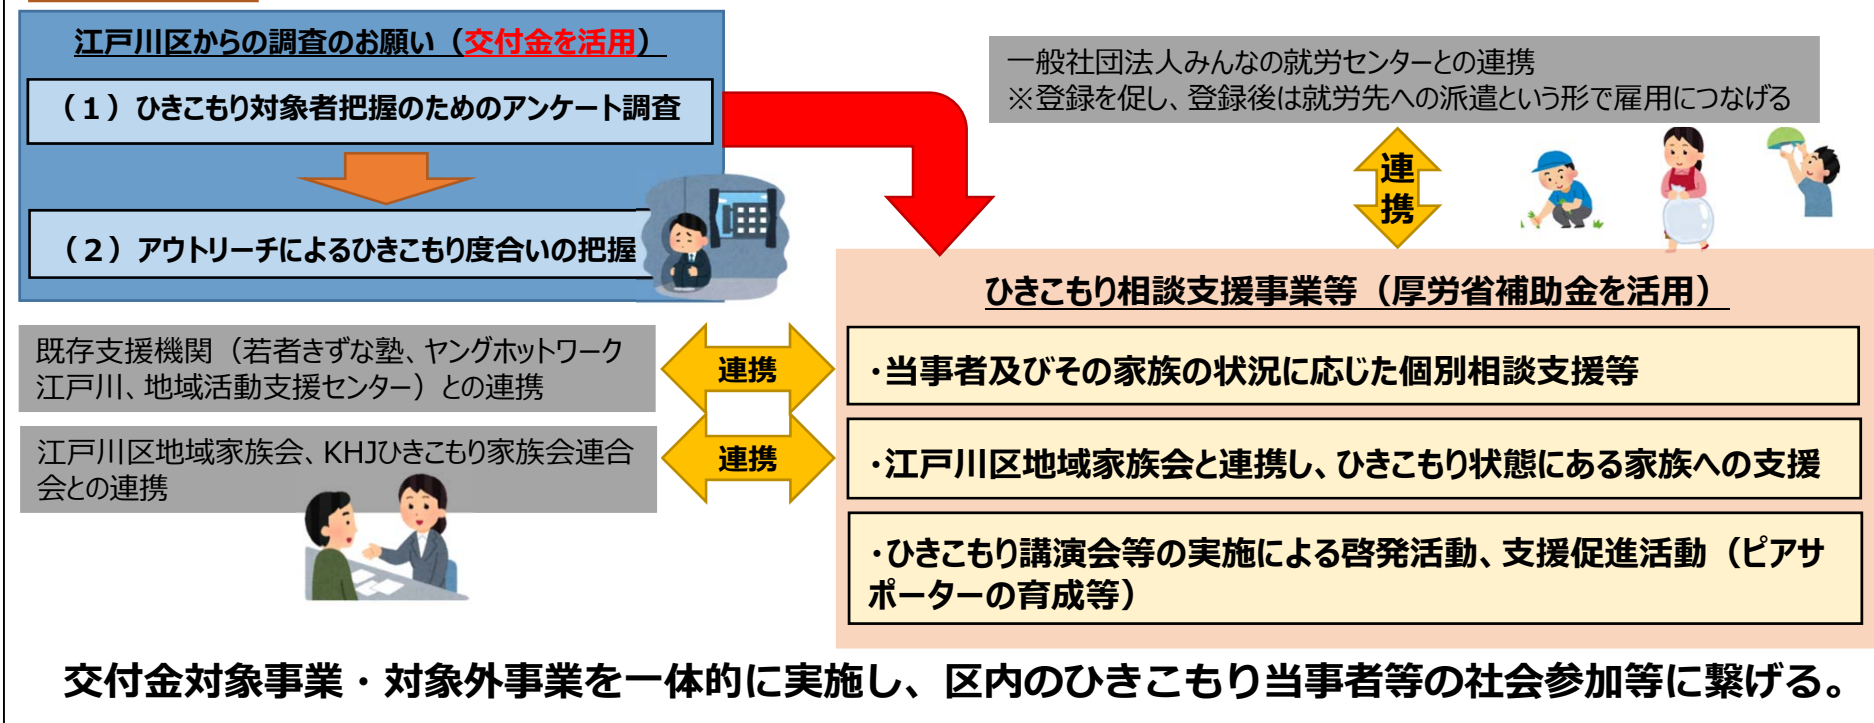 江戸川区からの調査のお願い（交付金を活用）
（１）ひきこもり対象者把握のためのアンケート調査
（２）アウトリーチによるひきこもり度合いの把握
一般社団法人みんなの就労センターとの連携
※登録を促し、登録後は就労先への派遣という形で雇用につなげる
連
携
ひきこもり相談支援事業等（厚労省補助金を活用）
・当事者及びその家族の状況に応じた個別相談支援等
・江戸川区地域家族会と連携し、ひきこもり状態にある家族への支援
・ひきこもり講演会等の実施による啓発活動、支援促進活動（ピアサ
ポーターの育成等）
既存支援機関（若者きずな塾、ヤングホットワーク
江戸川、地域活動支援センター）との連携
連携
江戸川区地域家族会、KHJひきこもり家族会連合
会との連携
連携
交付金対象事業・対象外事業を一体的に実施し、区内のひきこもり当事者等の社会参加等に繋げる。